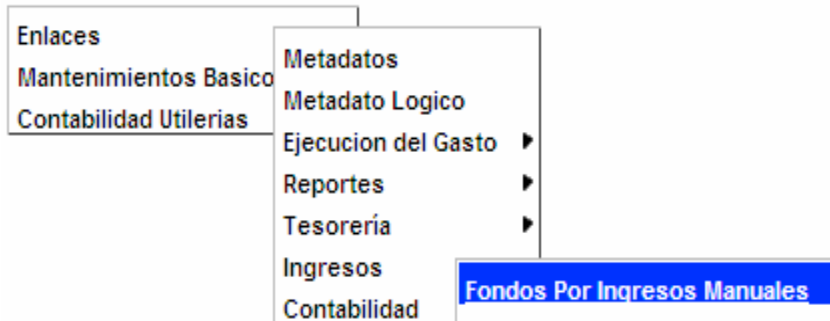 Enlaces
Mantenimientos Basico
Contabilidad Utilerias
Metadatos
Metadato Logico
Ejecucion del Gasto
Reportes
Tesorería
Ingresos
Contabilidad
Fondos Por Ingresos Manuales